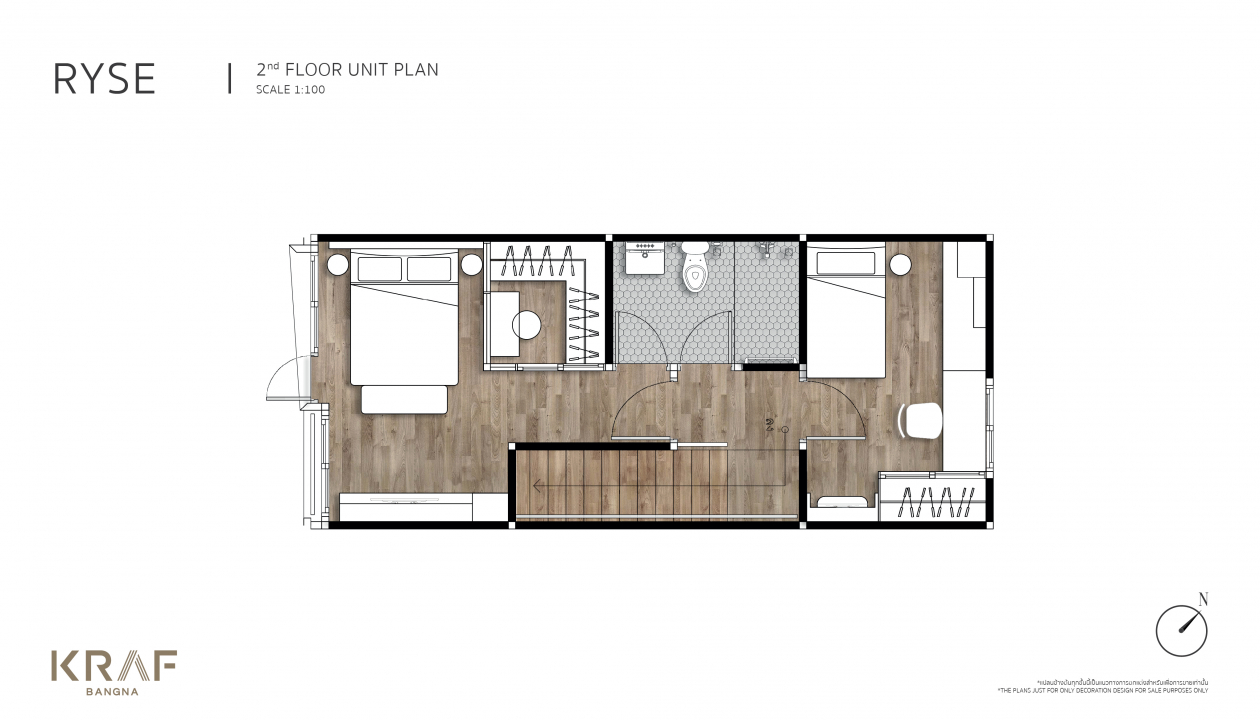 RYSE
2nd FLOOR UNIT PLAN
SCALE 1:100
2
N
KRAF
BANGNA
*THE PLANS JUST FOR ONLY DECORATION DESIGN FOR SALE PURPOSES ONLY